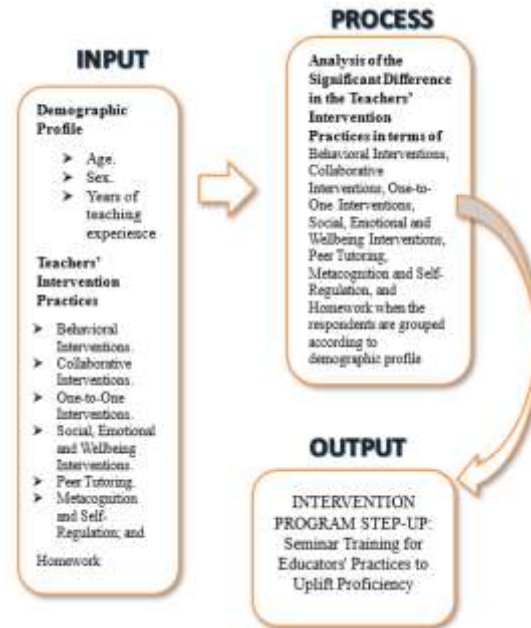 INPUT
Demographic
Profile
➤ Age.
➤ Sex.
➤ Years of
teaching
experience
Teachers'
Intervention
Practices
➤ Behavioral
Interventions.
➤ Collaborative
Interventions.
➤ One-to-One
Interventions.
➤ Social, Emotional
and Wellbeing
Interventions.
➤ Peer Tutoring.
➤ Metacognition
and Self-
Regulation; and
Homework
PROCESS
Analysis of the
Significant Difference
in the Teachers'
Intervention
Practices in terms of
Behavioral Interventions,
Collaborative
Interventions, One-to-
One Interventions,
Social, Emotional and
Wellbeing Interventions,
Peer Tutoring,
Metacognition and Self-
Regulation, and
Homework when the
respondents are grouped
according to
demographic profile
OUTPUT
INTERVENTION
PROGRAM STEP-UP:
Seminar Training for
Educators' Practices to
Uplift Proficiency